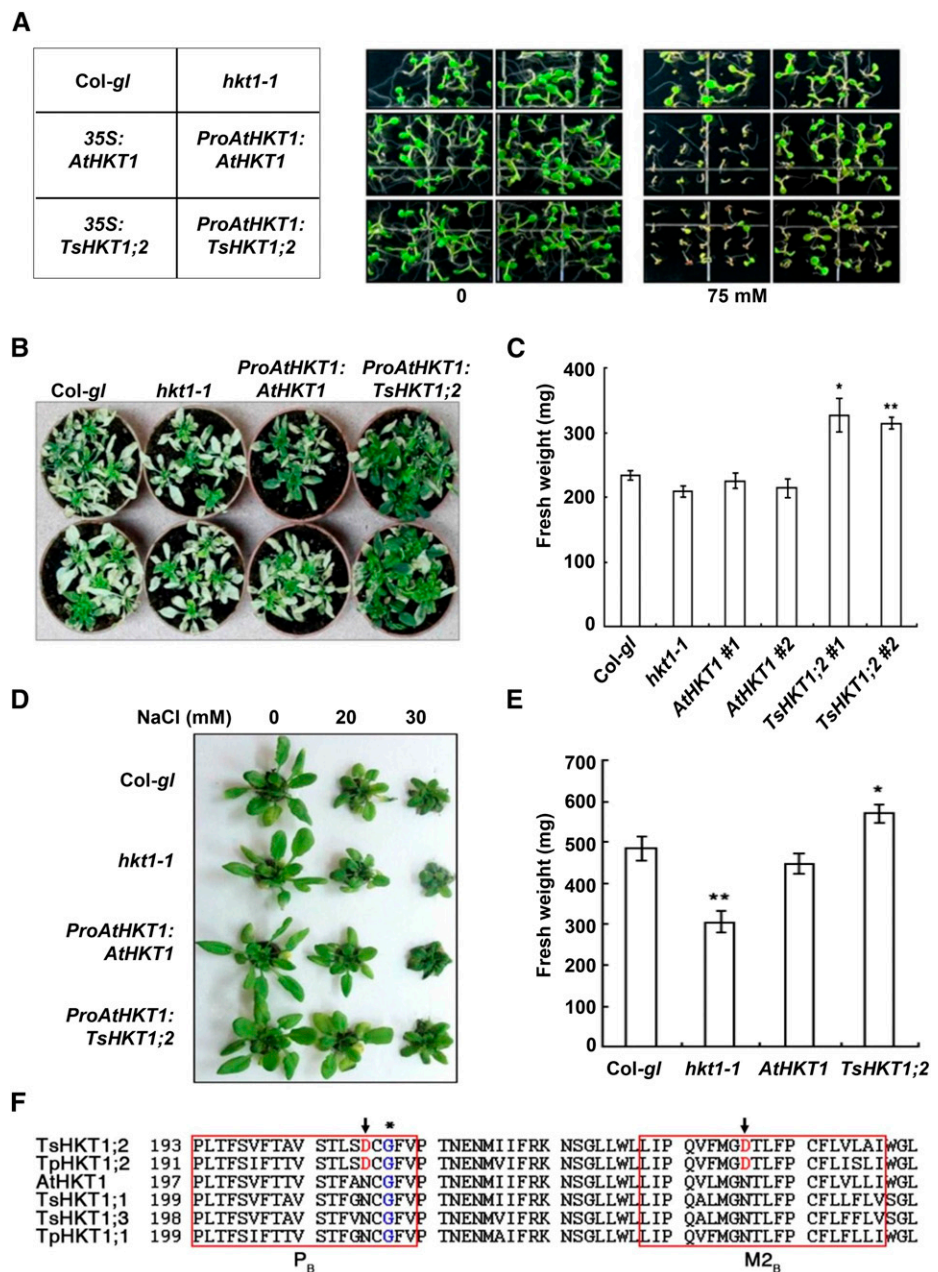 A
Col-gl hkt1-1
35S: ProAtHKT1:
AtHKT1 AtHKT1
35S: ProAtHKT1:
TsHKT1;2 TsHKT1;2
0 75 mM
B
Col-gl hkt1-1 ProAtHKT1: ProAtHKT1:
AtHKT1 TsHKT1;2
C
Fresh weight (mg)
400
300
200
100
0
* **
Col-gl hkt1-1 AtHKT1 #1 AtHKT1 #2 TsHKT1;2 #1 TsHKT1;2 #2
D
NaCl (mM) 0 20 30
Col-gl
hkt1-1
ProAtHKT1:
AtHKT1
ProAtHKT1:
TsHKT1;2
E
Fresh weight (mg)
700
600
500
400
300
200
100
0
** *
Col-gl hkt1-1 AtHKT1 TsHKT1;2
F
*
TsHKT1;2 193 PLTFSVFTAV STLSDCGFVP TNENMIIFRK NSGLLWLLIP QVFMGDTLFP CFLVLAIWGL
TpHKT1;2 191 PLTFSIFTTV STLSDCGFVP TNENMMVFRK NSGLLWLLIP QVFMGDTLFP CFLISLIWGL
AtHKT1 197 PLTFSVFTTV STFANCGFVP TNENMIIFRK NSGLLWLLIP QVFMGNTLFP CFLVLLIWGL
TsHKT1;1 199 PLTFSVFTAV STFGNCGFVP TNENMIIFRK NSGLLWLLIP QALMGNTLFP CFLLFLVSGL
TsHKT1;3 198 PLTFSVFTAV STFVNCGFVP TNENMVIFRK NSGLLWLLIP QALMGNTLFP CFLFFLVSGL
TpHKT1;1 199 PLTFSIFTTV STFGNCGFVP TNENMAIFRK NSGLLWLLIP QVFMGNTLFP CFLFLLIWGL
PB M2B